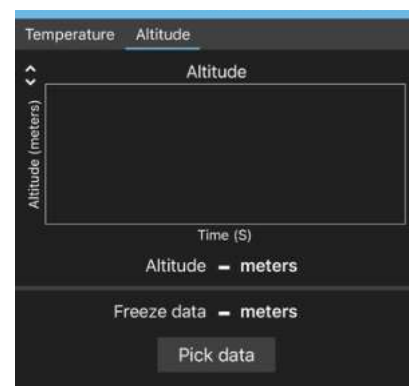 Temperature Altitude
Altitude
Altitude (meters)
Time (S)
Altitude – meters
Freeze data – meters
Pick data